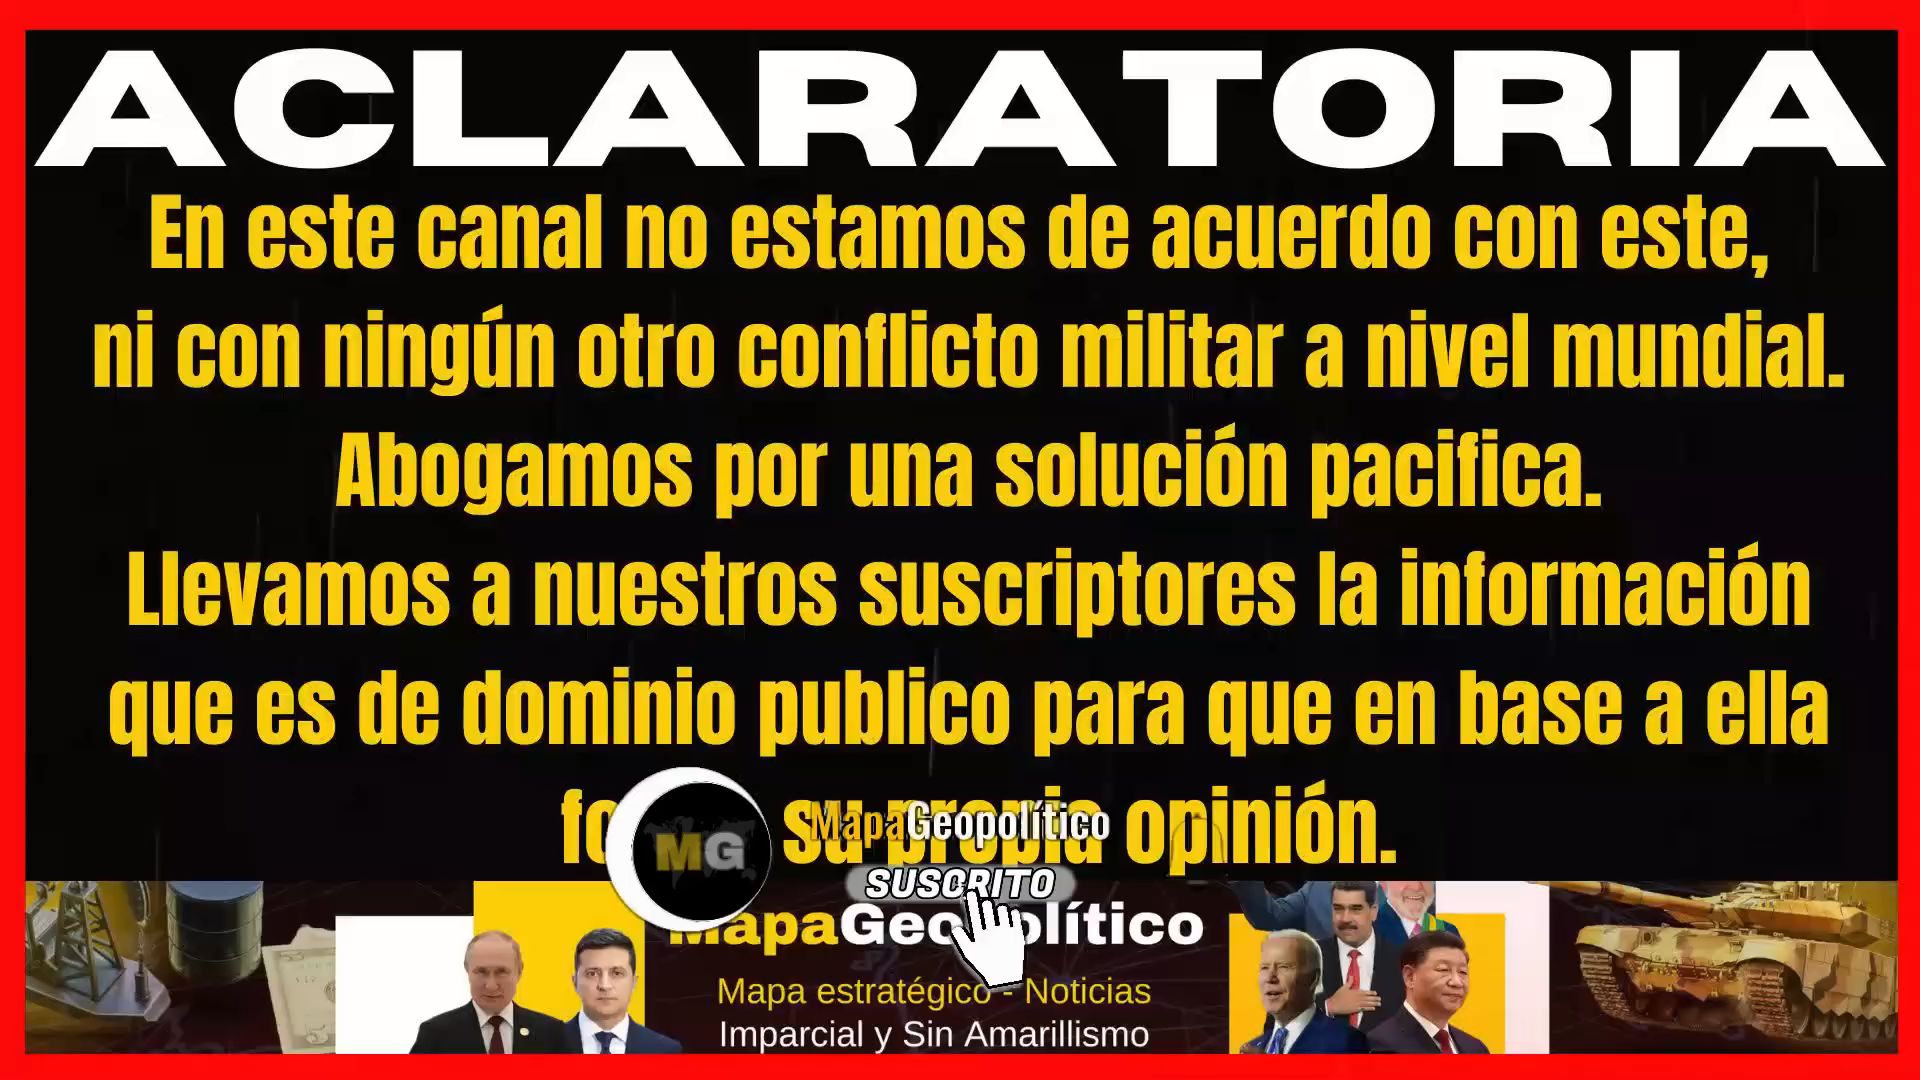 ACLARATORIA
En este canal no estamos de acuerdo con este,
ni con ningún otro conflicto militar a nivel mundial.
Abogamos por una solución pacifica.
Llevamos a nuestros suscriptores la información
que es de dominio publico para que en base a ella
su propia opinión.
MG
MapaGeopolítico
SUSCRITO
MapaGeopolítico
Mapa estratégico - Noticias
Imparcial y Sin Amarillismo